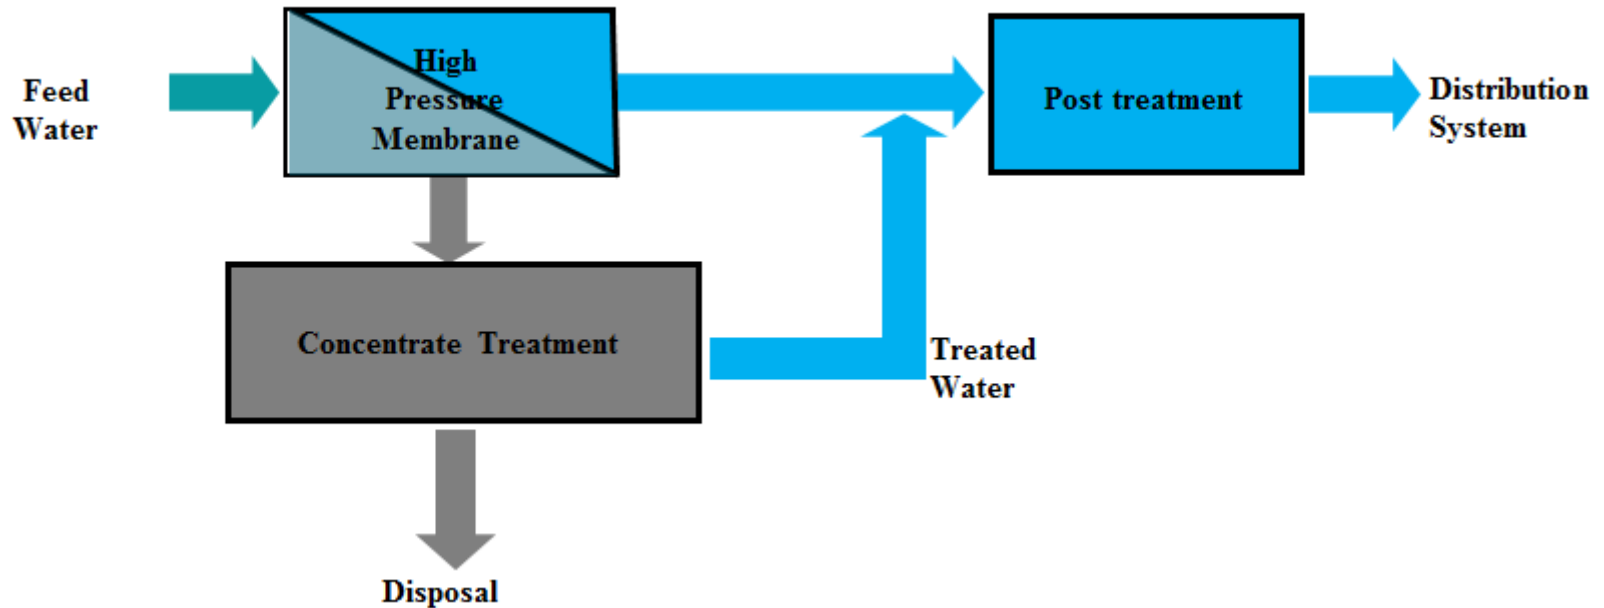 Feed
Water
High
Pressure
Membrane
Post treatment
Distribution
System
Concentrate Treatment
Treated
Water
Disposal